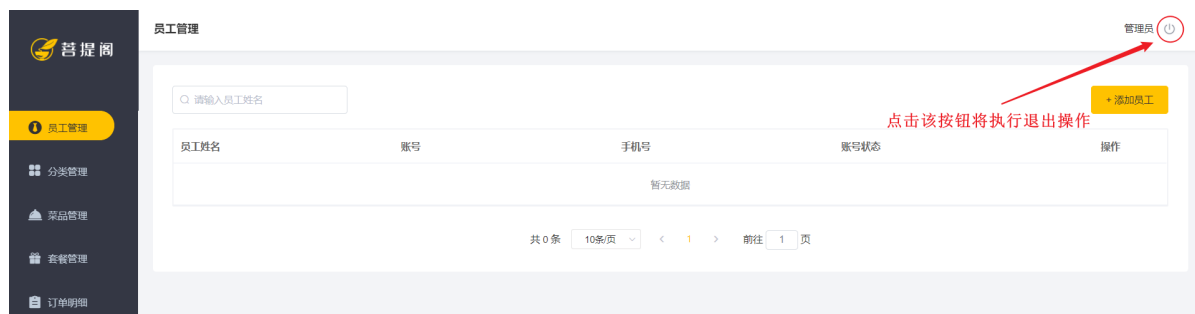 菩提阁
员工管理
管理员
请输入员工姓名
+ 添加员工
点击该按钮将执行退出操作
员工管理
分类管理
菜品管理
套餐管理
订单明细
员工姓名 账号 手机号 账号状态 操作
暂无数据
共 0 条 10条/页 < 1 > 前往 1 页